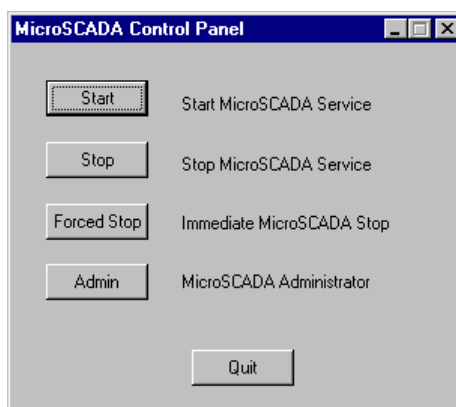 MicroSCADA Control Panel
Start Start MicroSCADA Service
Stop Stop MicroSCADA Service
Forced Stop Immediate MicroSCADA Stop
Admin MicroSCADA Administrator
Quit